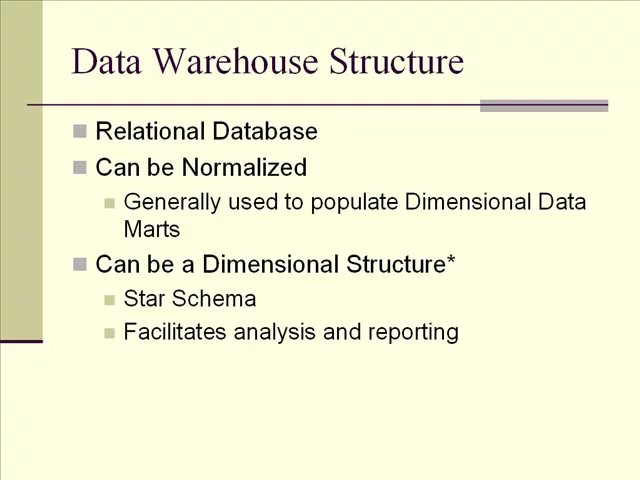 Data Warehouse Structure
Relational Database
Can be Normalized
Generally used to populate Dimensional Data
Marts
Can be a Dimensional Structure*
Star Schema
Facilitates analysis and reporting